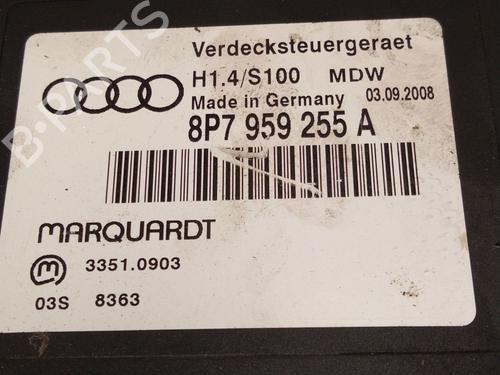 Verdecksteuergeraet
H1.4/S100 MDW
Made in Germany 03.09.2008
8P7 959 255 A
MARQUARDT
m 3351.0903
03S 8363
B-PARTS